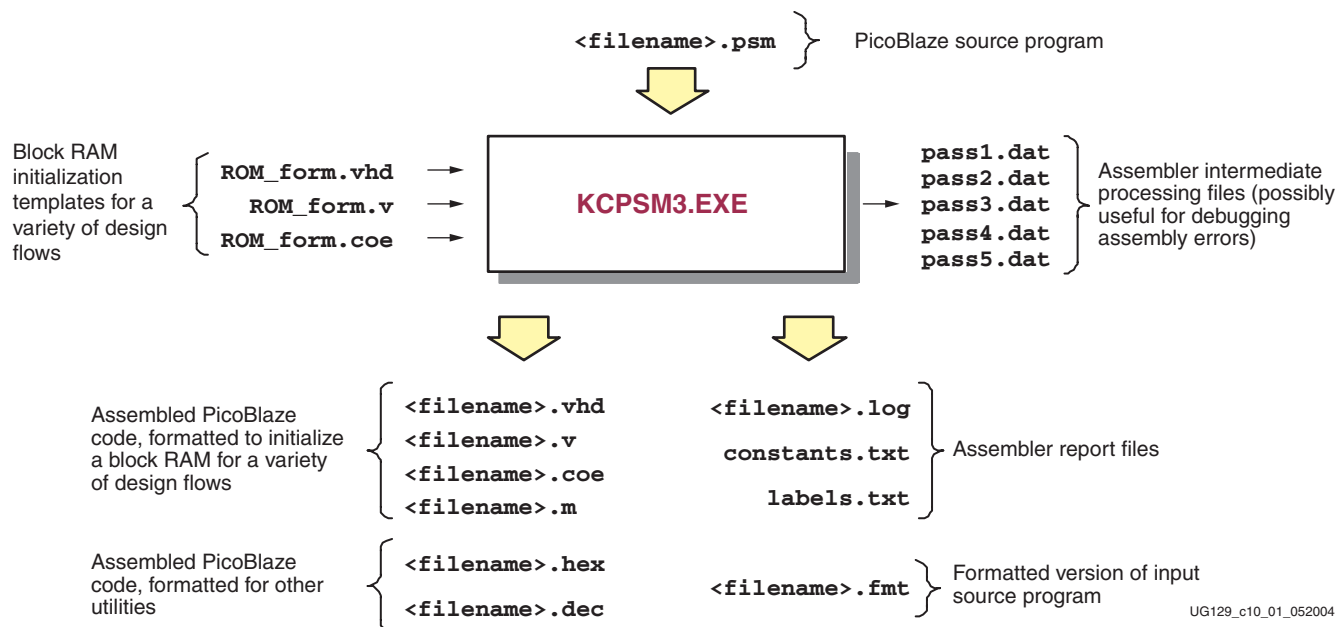 <filename>.psm
PicoBlaze source program
Block RAM
initialization
templates for a
variety of design
flows
ROM_form.vhd
ROM_form.v
ROM_form.coe
KCPSM3.EXE
pass1.dat
pass2.dat
pass3.dat
pass4.dat
pass5.dat
Assembler intermediate
processing files (possibly
useful for debugging
assembly errors)
Assembled PicoBlaze
code, formatted to initialize
a block RAM for a variety
of design flows
<filename>.vhd
<filename>.v
<filename>.coe
<filename>.m
<filename>.log
constants.txt
labels.txt
Assembler report files
Assembled PicoBlaze
code, formatted for other
utilities
<filename>.hex
<filename>.dec
<filename>.fmt
Formatted version of input
source program
UG129_c10_01_052004